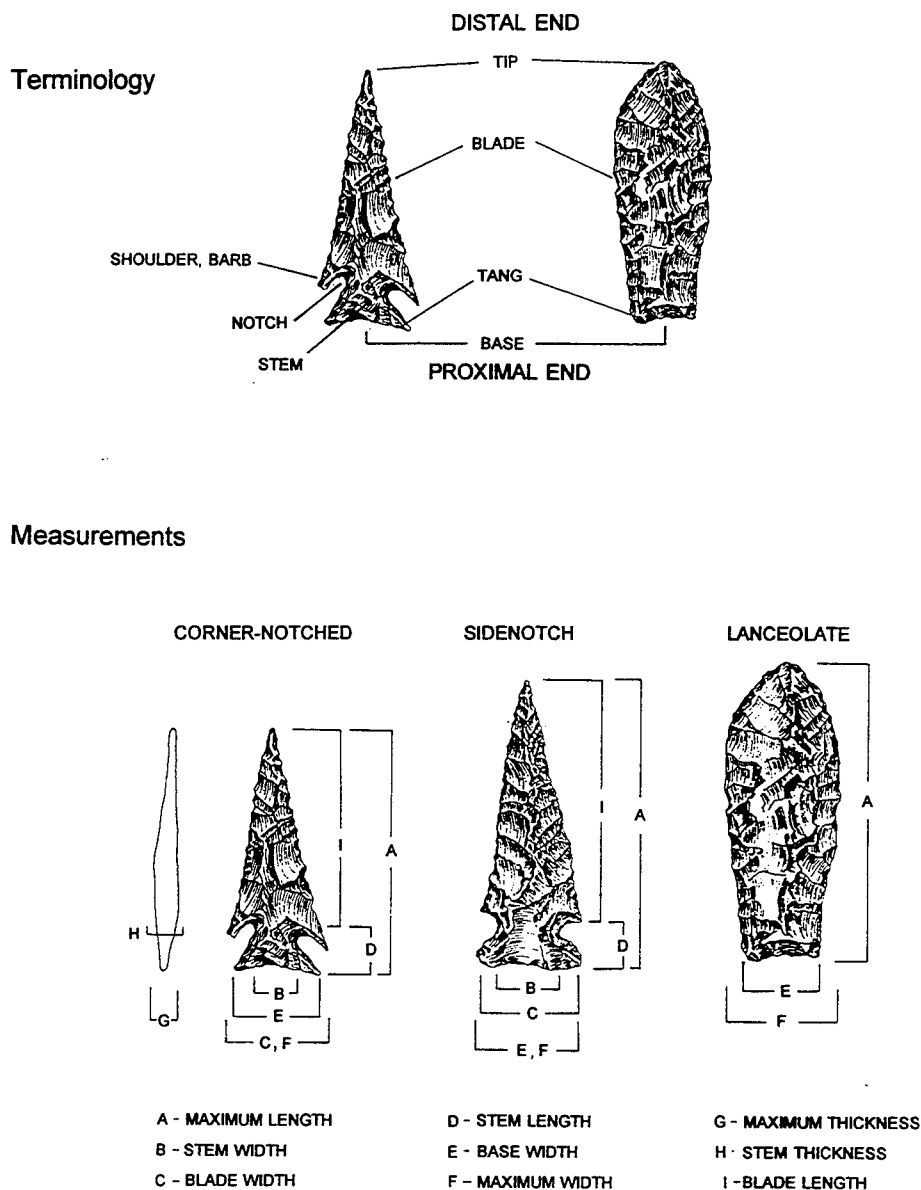 DISTAL END
Terminology
TIP
BLADE
SHOULDER, BARB
TANG
NOTCH
BASE
STEM
PROXIMAL END
Measurements
CORNER-NOTCHED SIDENOTCH LANCEOLATE
I A I A A
H D D
B B E
G E C F
C, F E, F
A - MAXIMUM LENGTH D - STEM LENGTH G - MAXIMUM THICKNESS
B - STEM WIDTH E - BASE WIDTH H - STEM THICKNESS
C - BLADE WIDTH F - MAXIMUM WIDTH I - BLADE LENGTH